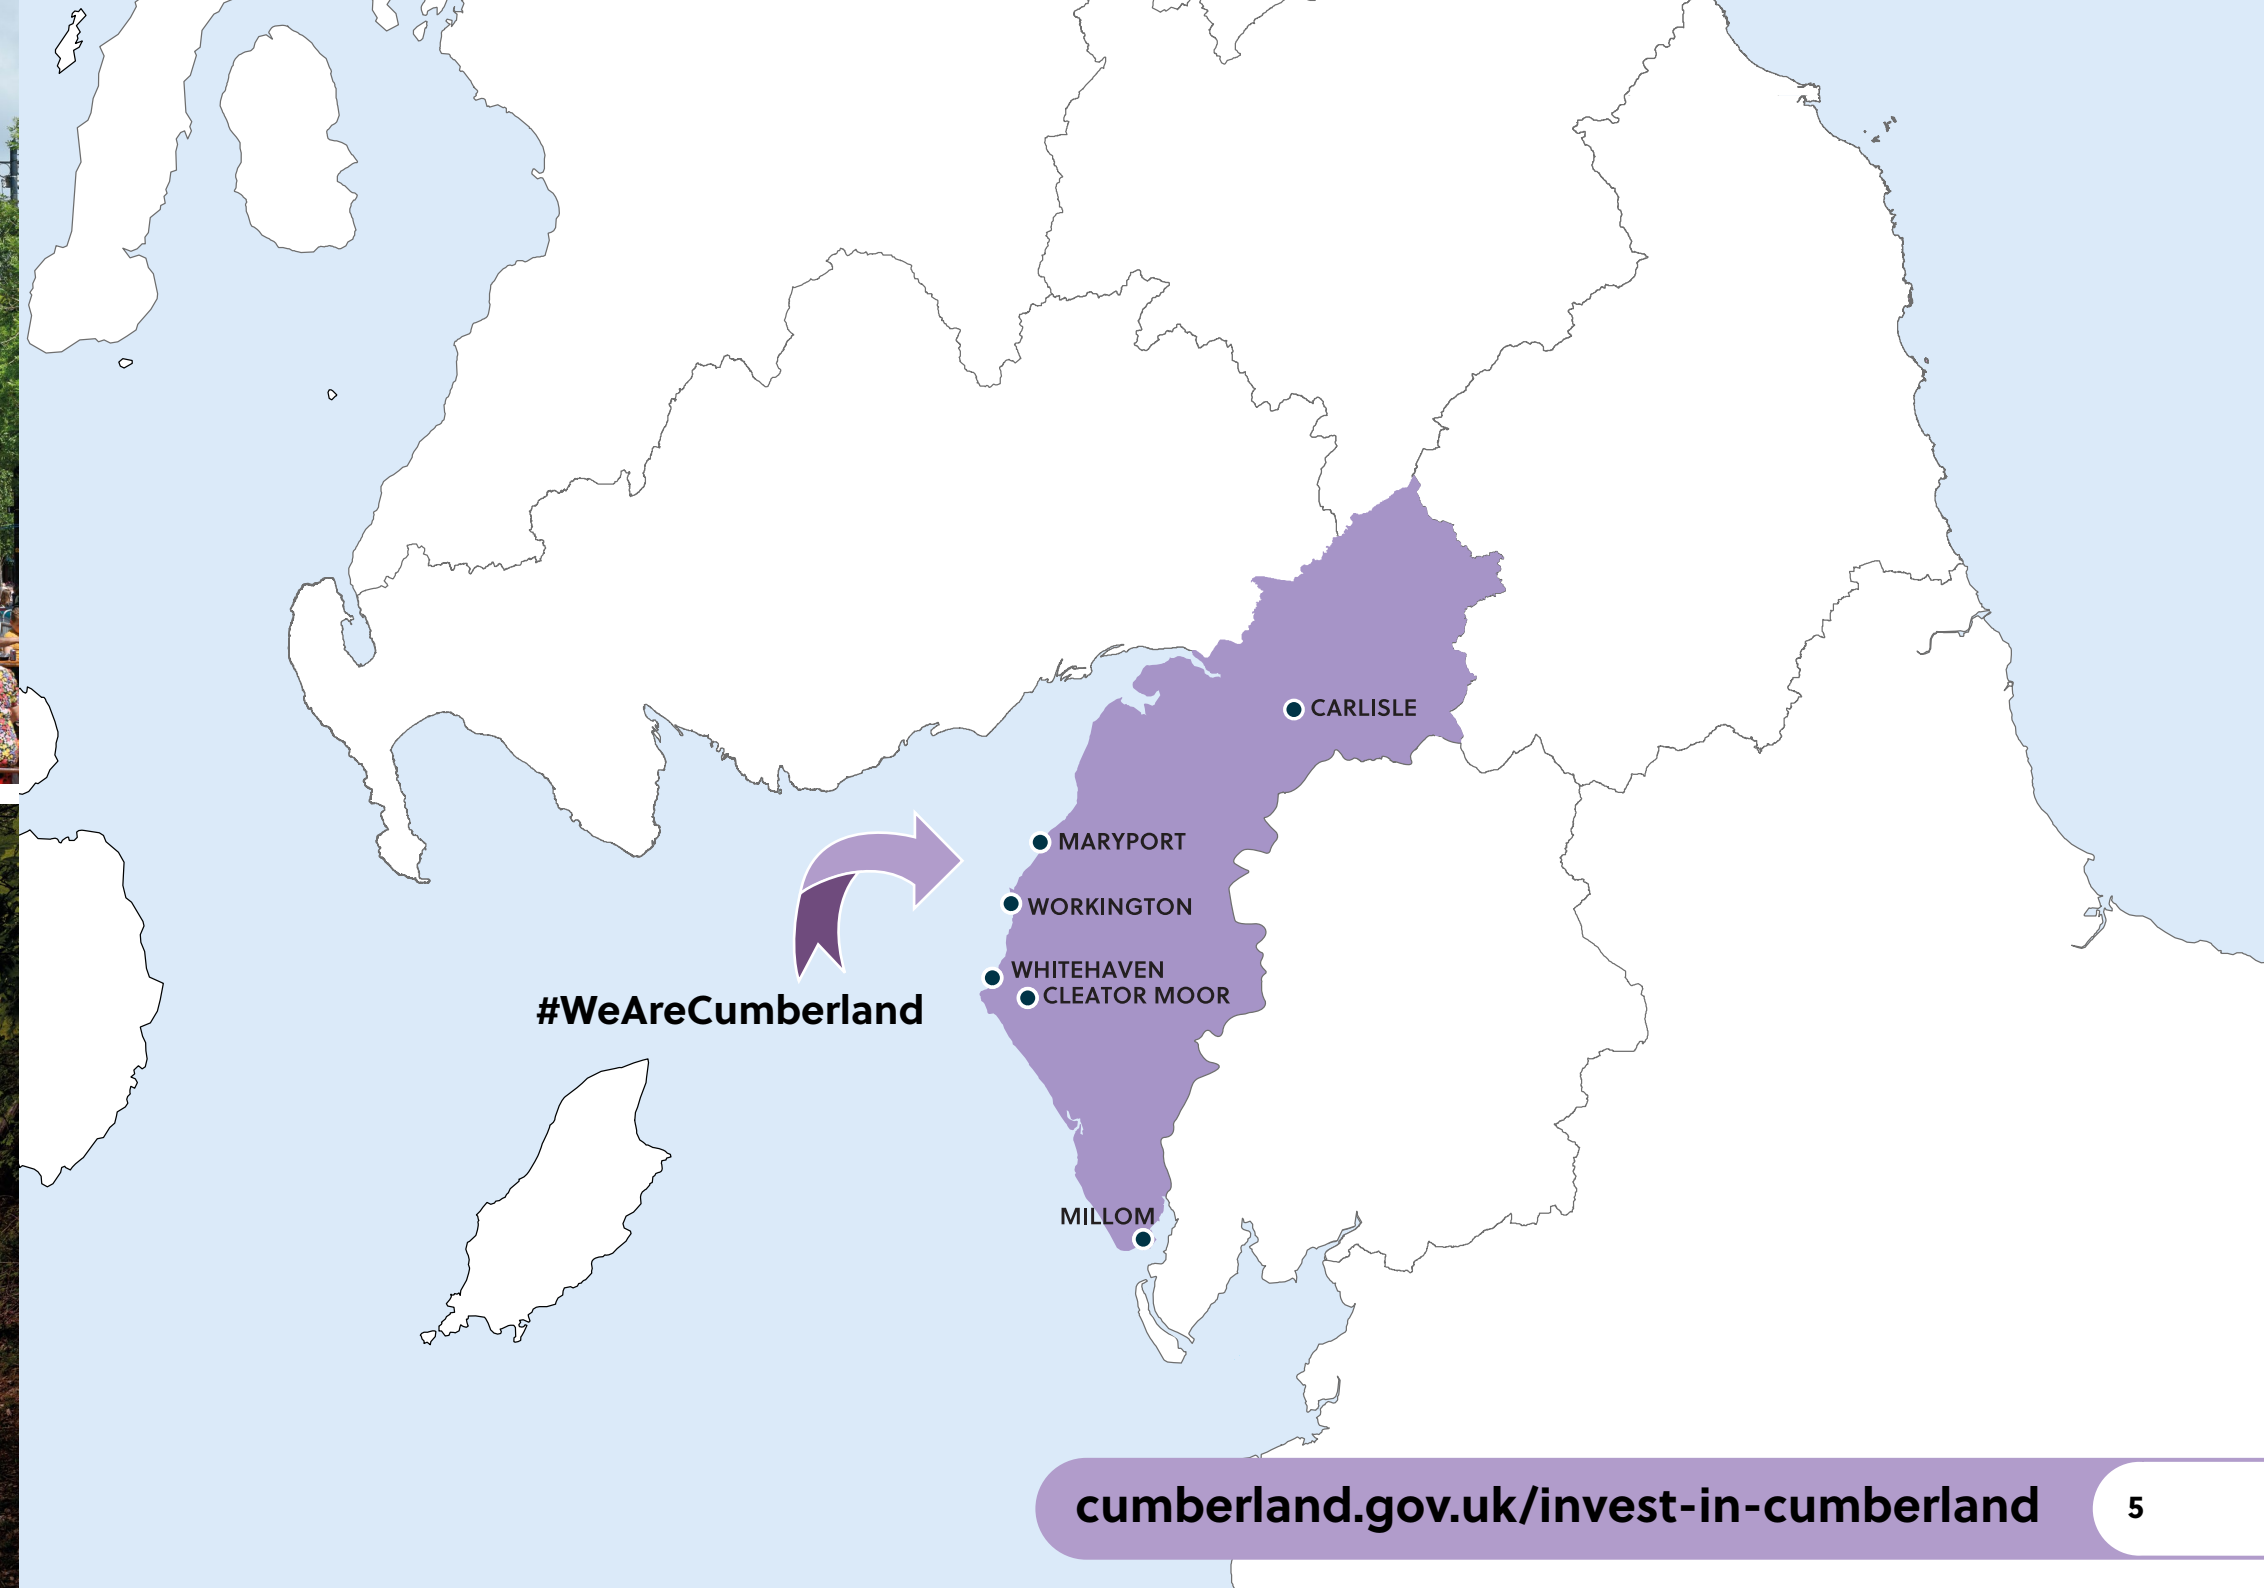 CARLISLE
MARYPORT
WORKINGTON
WHITEHAVEN
CLEATOR MOOR
#WeAreCumberland
MILLOM
cumberland.gov.uk/invest-in-cumberland
5